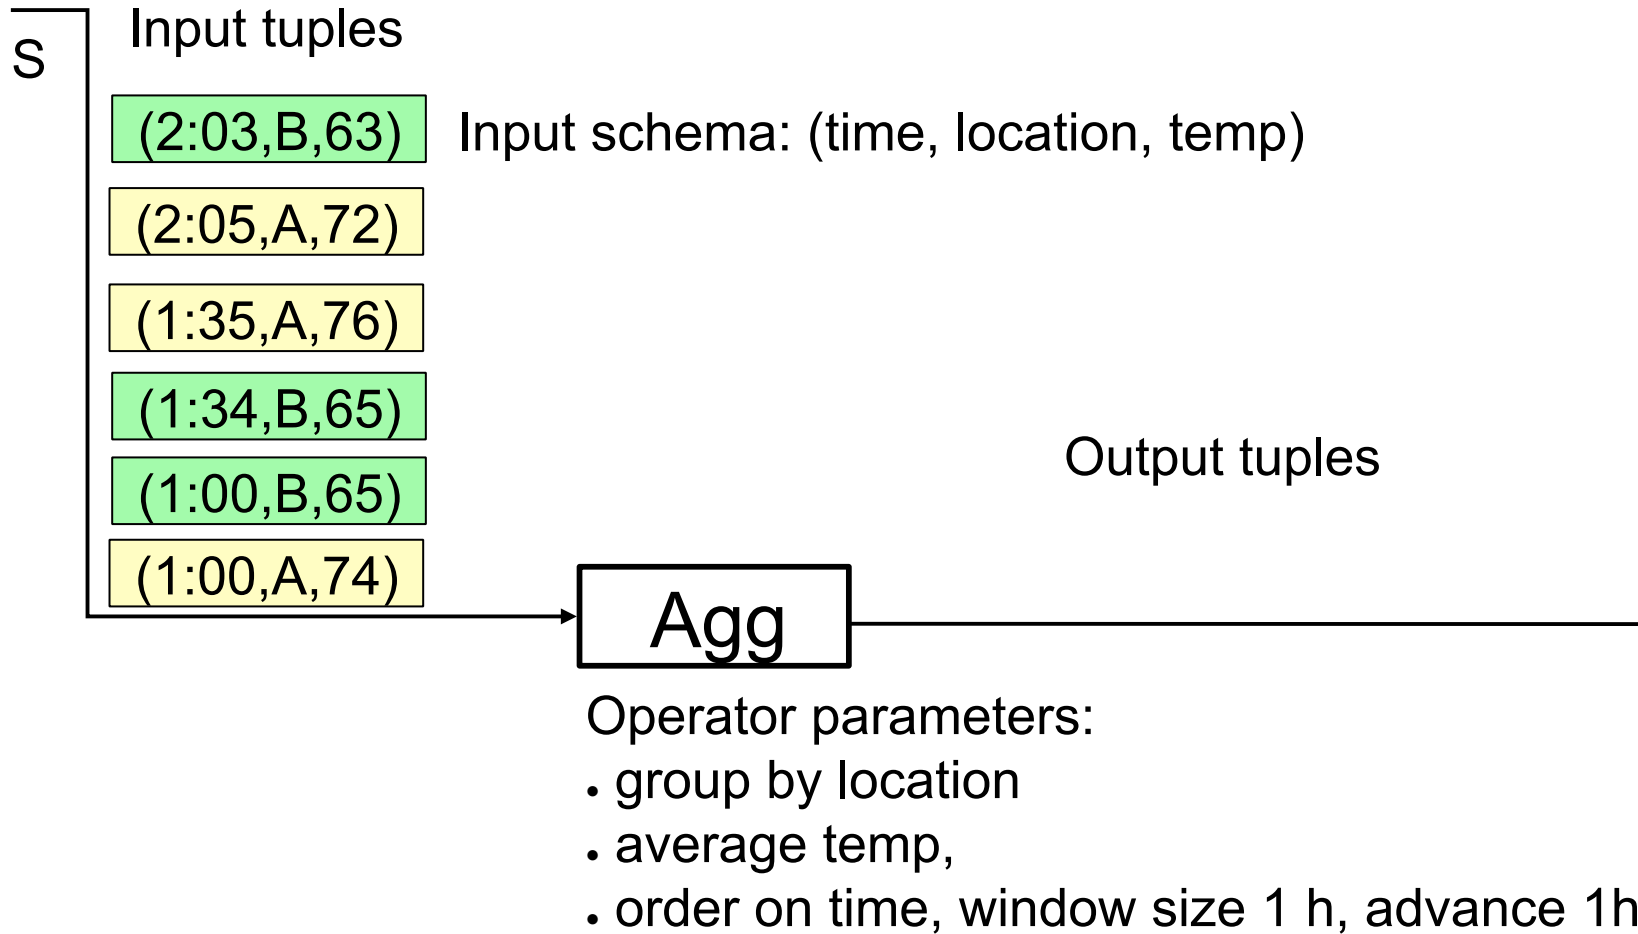 S
Input tuples
(2:03,B,63)
Input schema: (time, location, temp)
(2:05,A,72)
(1:35,A,76)
(1:34,B,65)
(1:00,B,65)
(1:00,A,74)
Output tuples
Agg
Operator parameters:
• group by location
• average temp,
• order on time, window size 1 h, advance 1h